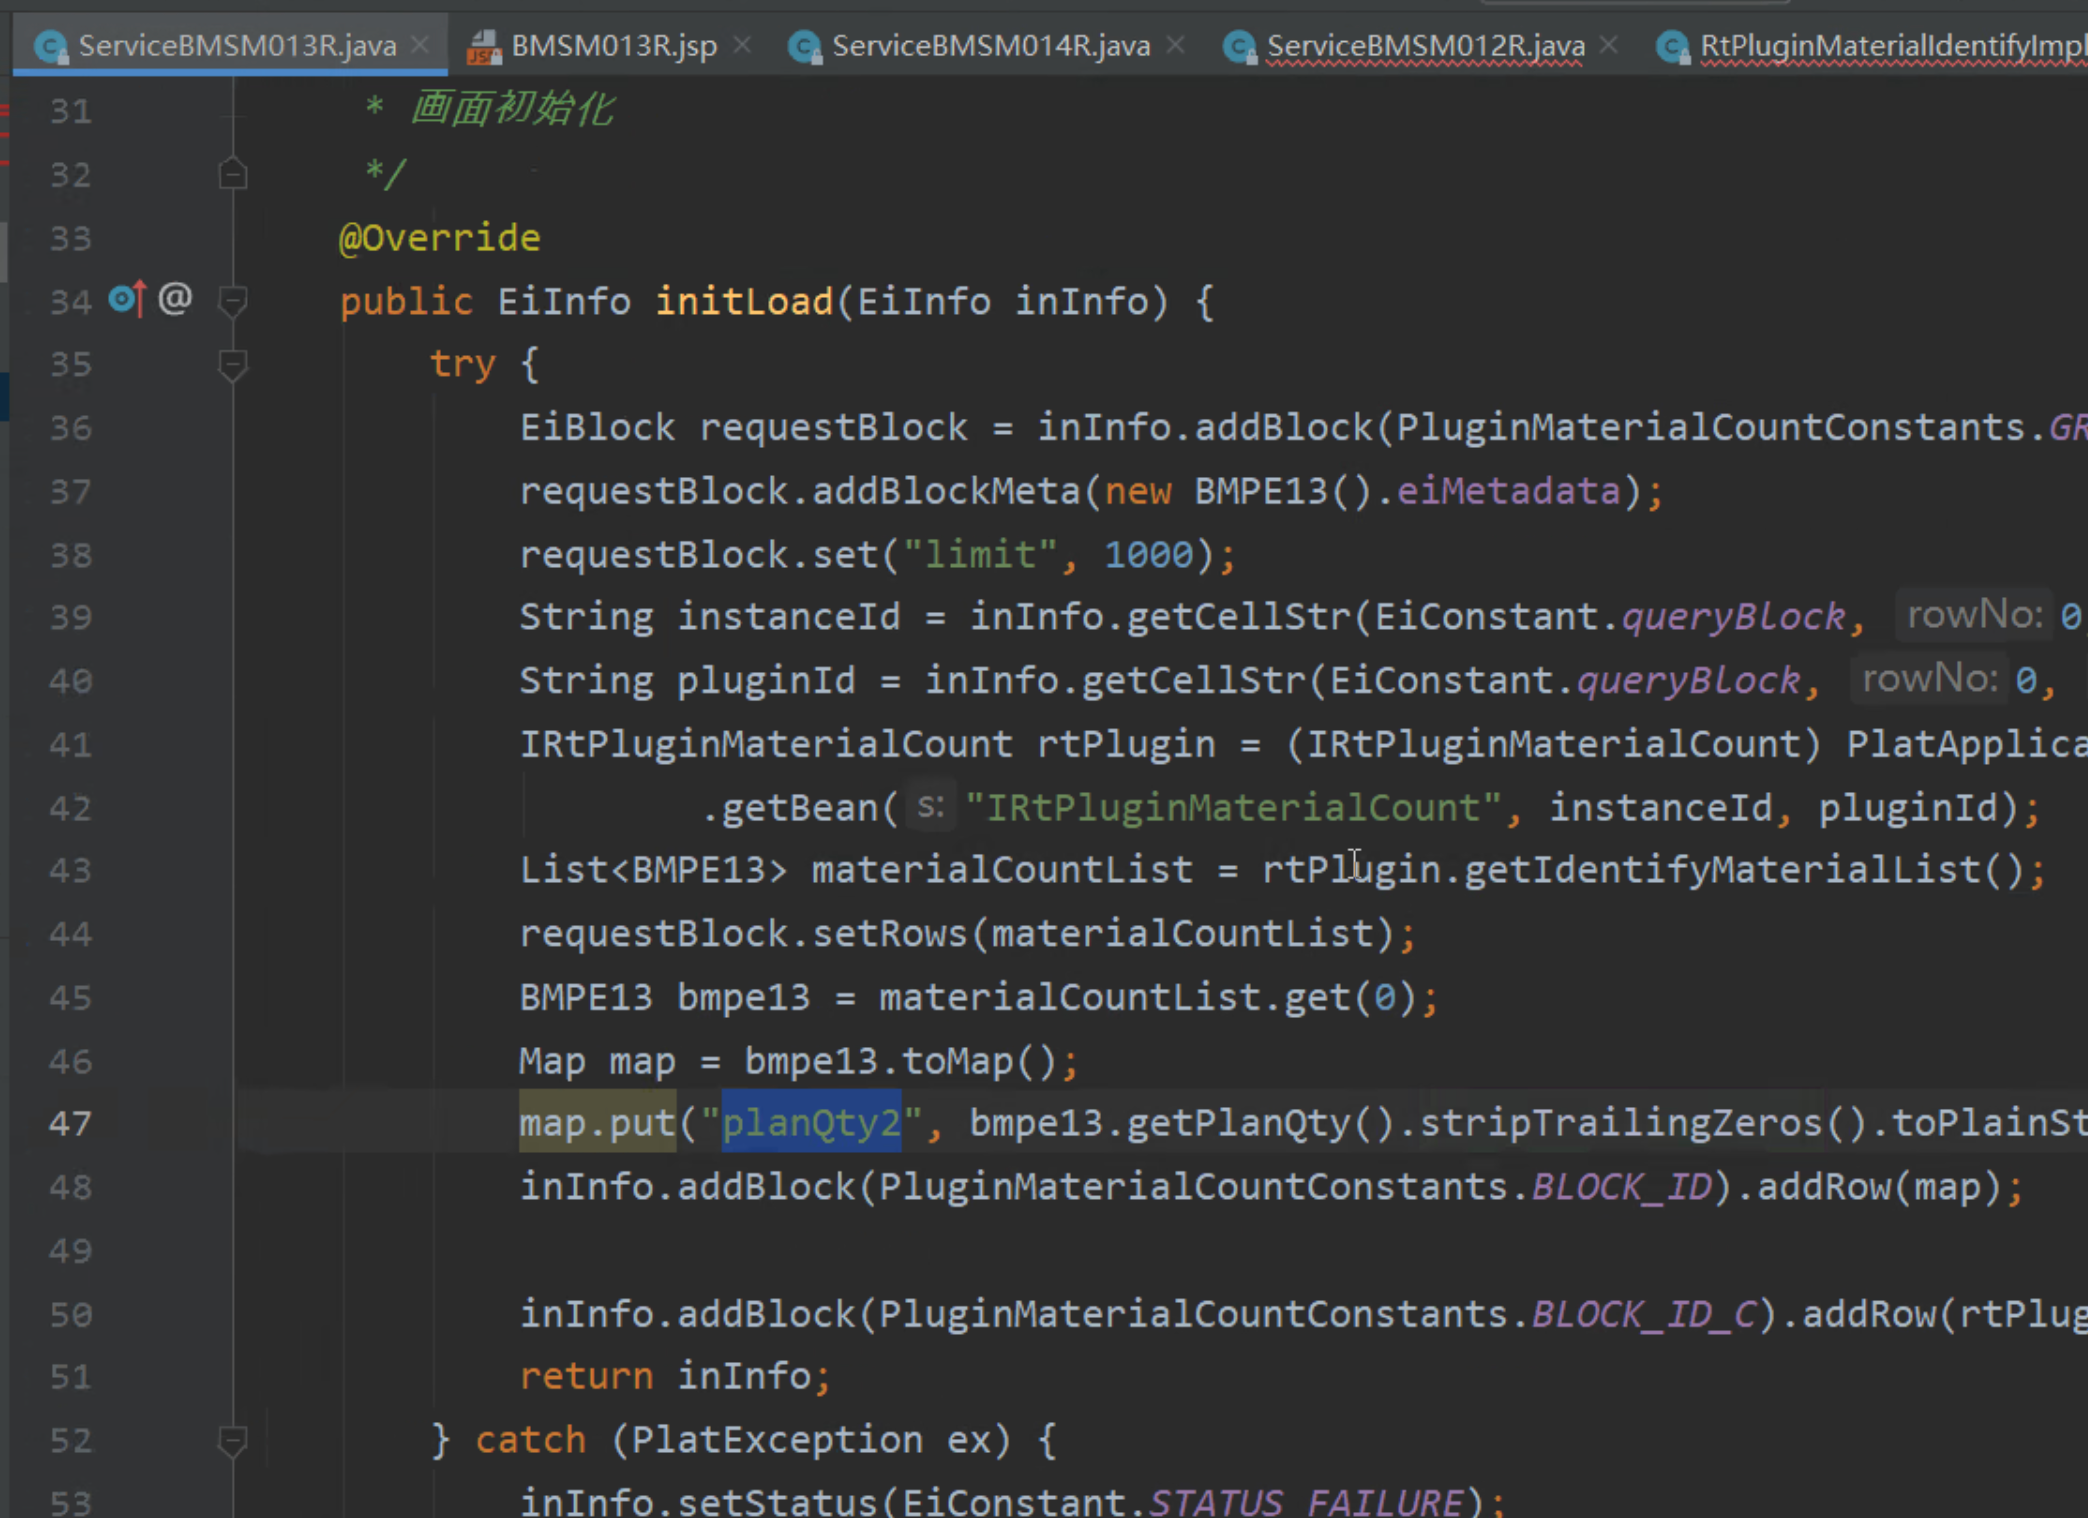 ServiceBMSM013R.java BMSM013R.jsp ServiceBMSM014R.java ServiceBMSM012R.java RtPluginMaterialIdentifyImpl
31 * 画面初始化
32 */
33 @Override
34 @ public EiInfo initLoad(EiInfo inInfo) {
35 try {
36 EiBlock requestBlock = inInfo.addBlock(PluginMaterialCountConstants.GR
37 requestBlock.addBlockMeta(new BMPE13().eiMetadata);
38 requestBlock.set("limit", 1000);
39 String instanceId = inInfo.getCellStr(EiConstant.queryBlock, rowNo: 0,
40 String pluginId = inInfo.getCellStr(EiConstant.queryBlock, rowNo: 0,
41 IRtPluginMaterialCount rtPlugin = (IRtPluginMaterialCount) PlatApplica
42 .getBean( s: "IRtPluginMaterialCount", instanceId, pluginId);
43 List<BMPE13> materialCountList = rtPlugin.getIdentifyMaterialList();
44 requestBlock.setRows(materialCountList);
45 BMPE13 bmpe13 = materialCountList.get(0);
46 Map map = bmpe13.toMap();
47 map.put("planQty2", bmpe13.getPlanQty().stripTrailingZeros().toPlainSt
48 inInfo.addBlock(PluginMaterialCountConstants.BLOCK_ID).addRow(map);
49
50 inInfo.addBlock(PluginMaterialCountConstants.BLOCK_ID_C).addRow(rtPlug
51 return inInfo;
52 } catch (PlatException ex) {
53 inInfo.setStatus(EiConstant.STATUS_FAILURE);